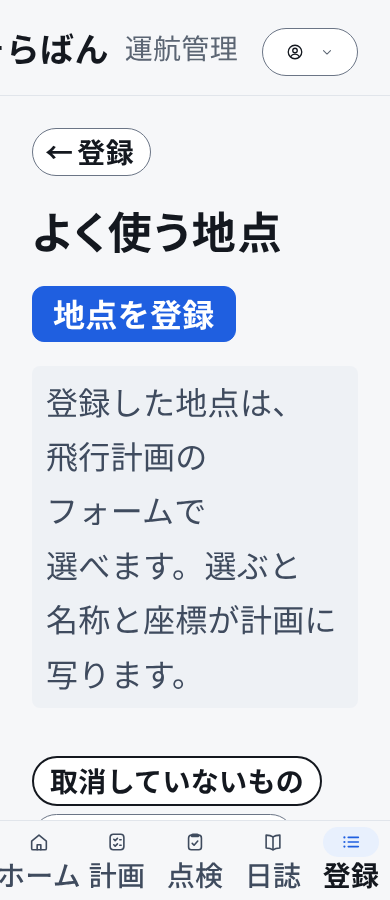 らばん 運航管理
← 登録
よく使う地点
地点を登録
登録した地点は、
飛行計画の
フォームで
選べます。選ぶと
名称と座標が計画に
写ります。
取消していないもの
ホーム 計画 点検 日誌 登録